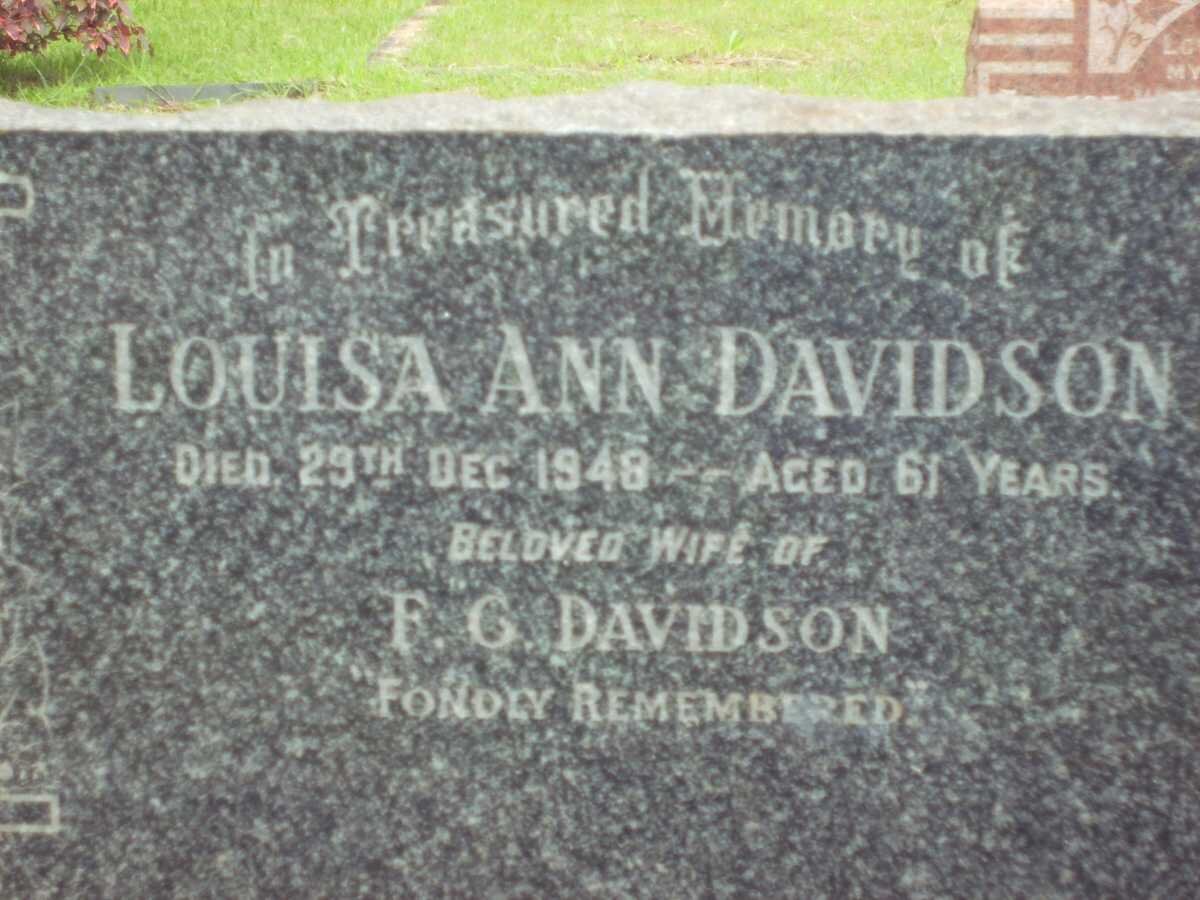 In Treasured Memory of
LOUISA ANN DAVIDSON
DIED 29TH DEC 1948 -- AGED 61 YEARS.
BELOVED WIFE OF
F. G. DAVIDSON
"FONDLY REMEMBERED."